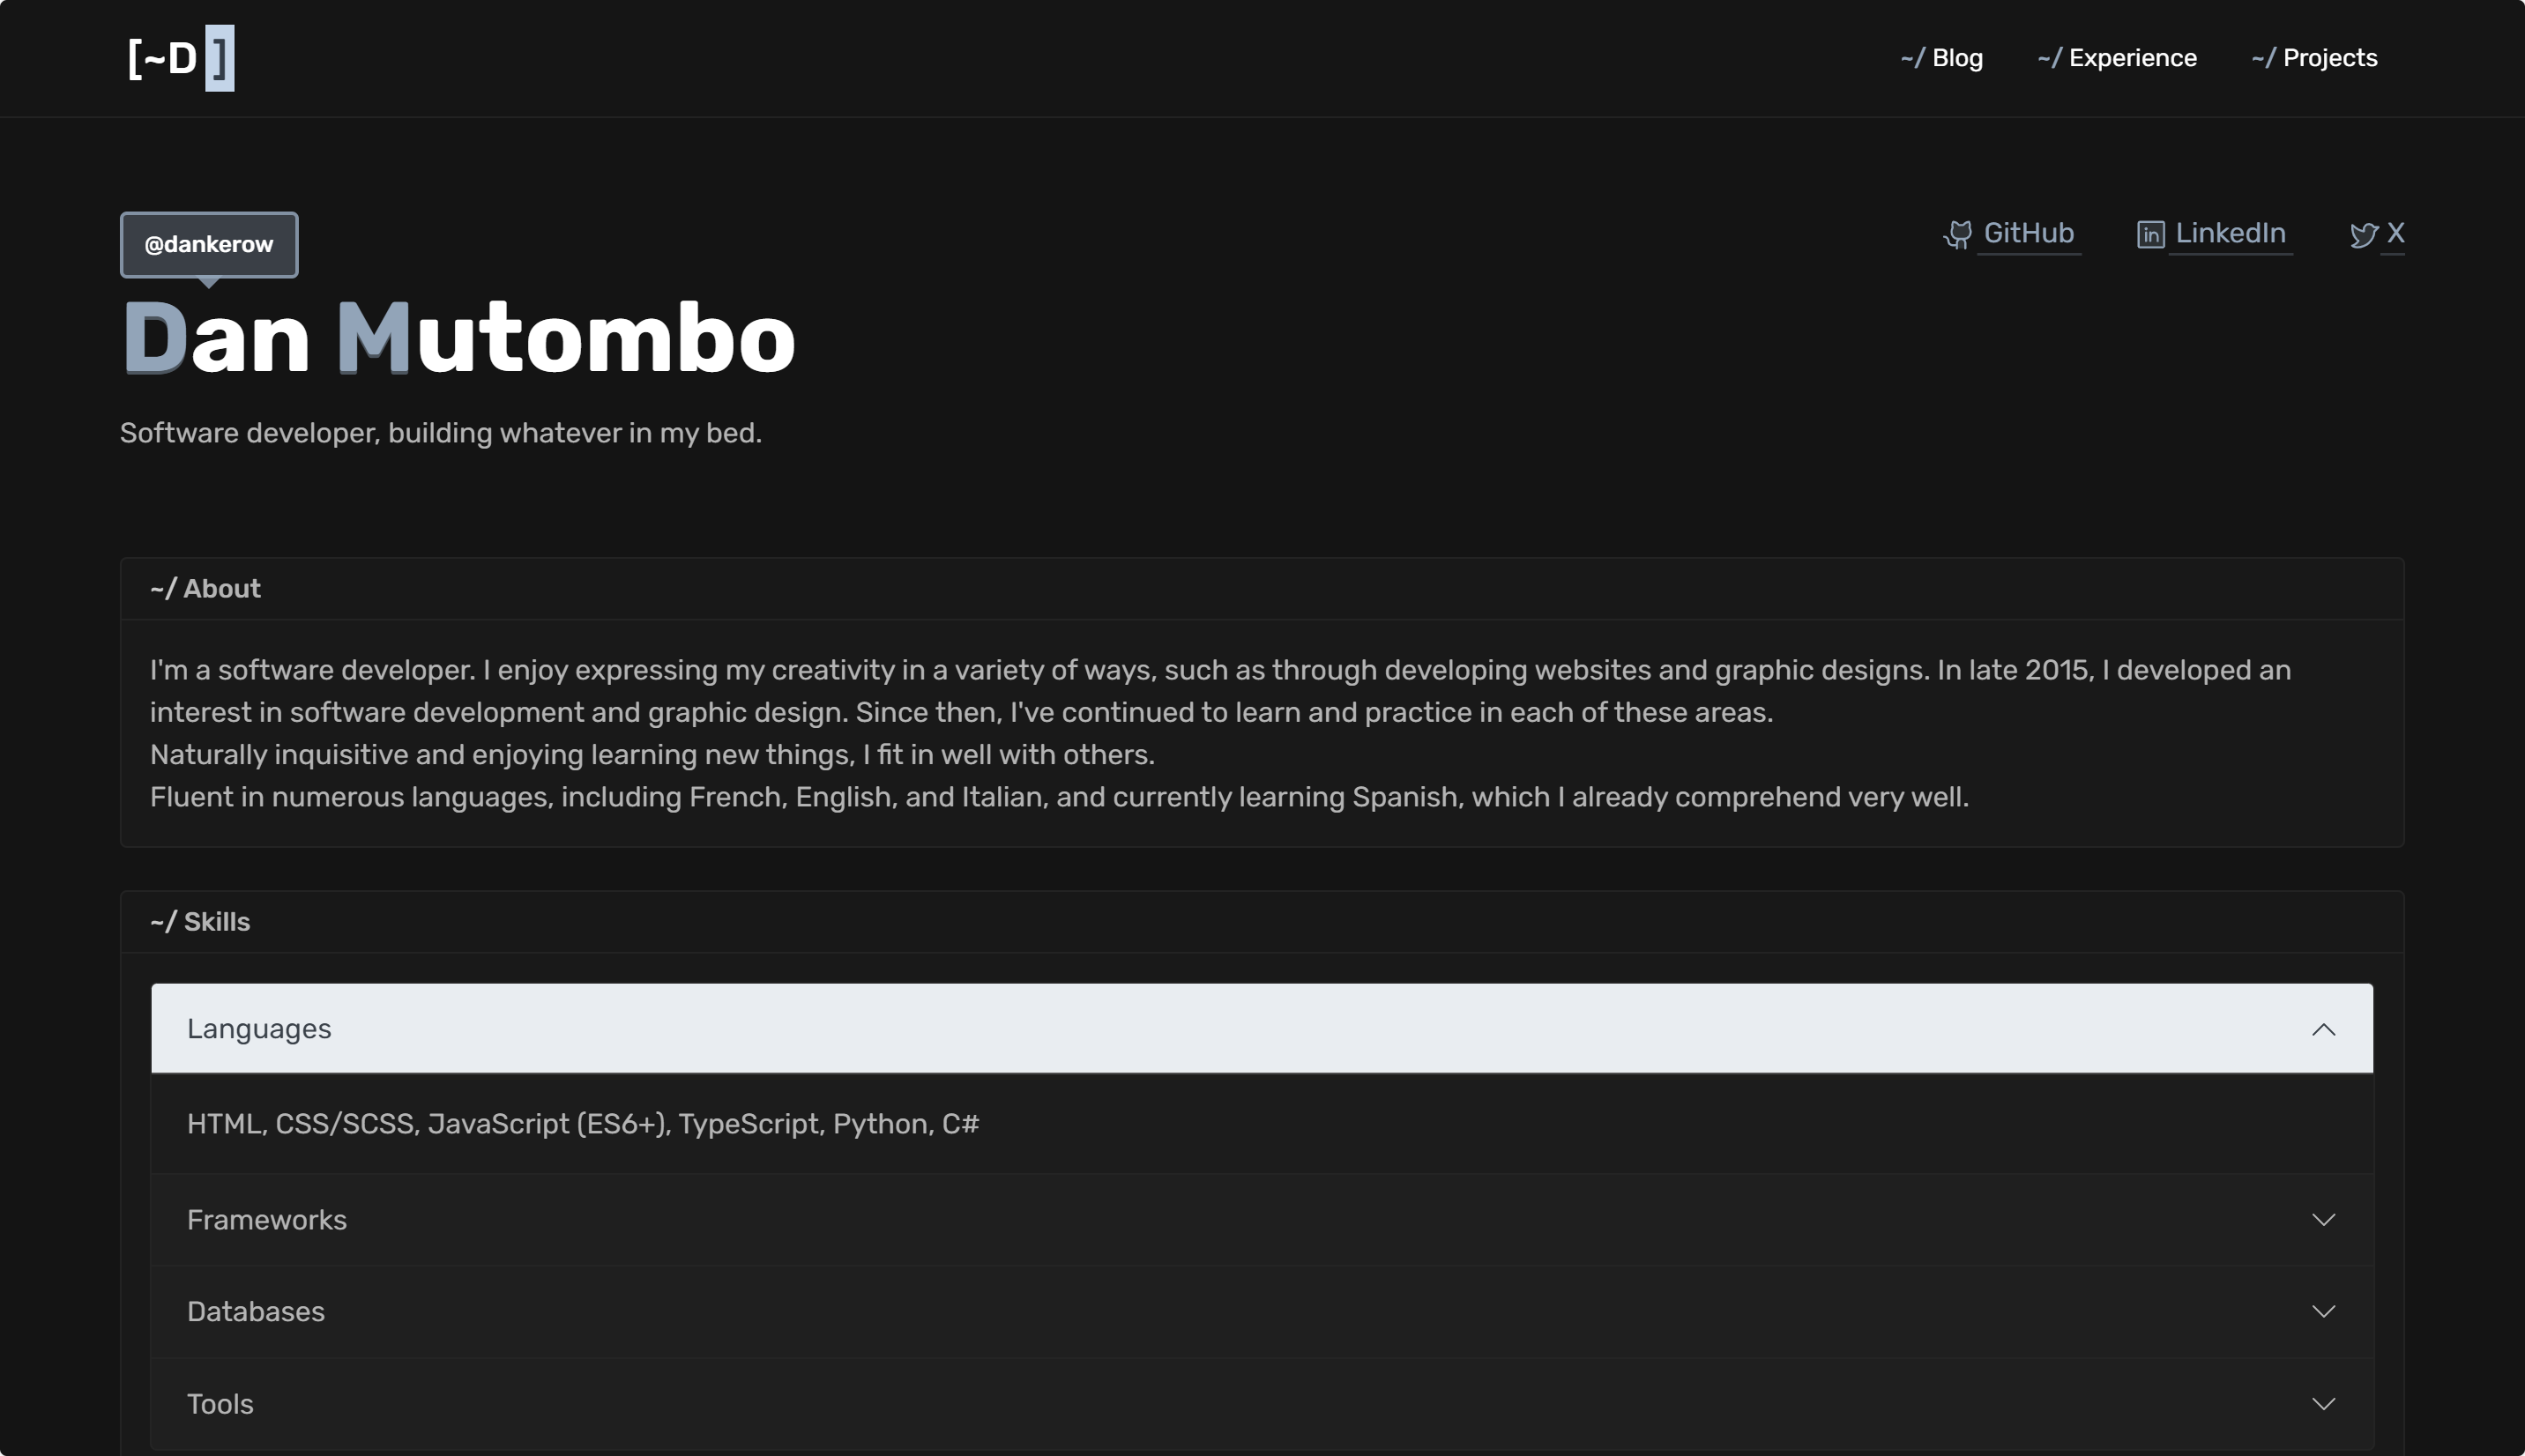 [~D]
~/ Blog ~/ Experience ~/ Projects
@dankerow
GitHub in LinkedIn X
Dan Mutombo
Software developer, building whatever in my bed.
~/ About
I'm a software developer. I enjoy expressing my creativity in a variety of ways, such as through developing websites and graphic designs. In late 2015, I developed an
interest in software development and graphic design. Since then, I've continued to learn and practice in each of these areas.
Naturally inquisitive and enjoying learning new things, I fit in well with others.
Fluent in numerous languages, including French, English, and Italian, and currently learning Spanish, which I already comprehend very well.
~/ Skills
Languages
HTML, CSS/SCSS, JavaScript (ES6+), TypeScript, Python, C#
Frameworks
Databases
Tools